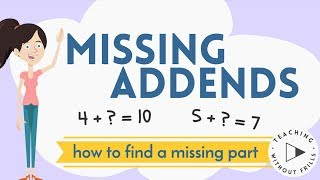 MISSING
ADDENDS
4 + ? = 10
5 + ? = 7
how to find a missing part
TEACHING WITHOUT FRILLS